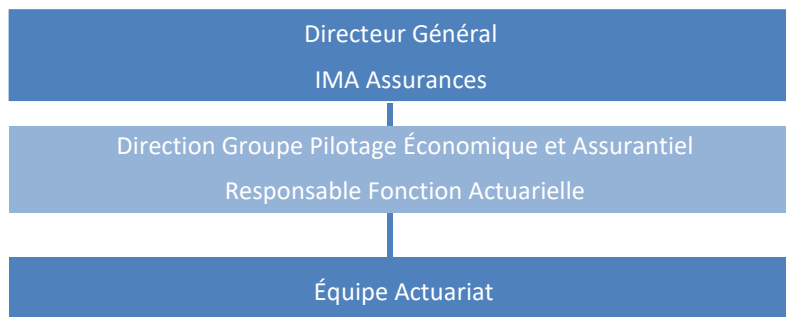 Directeur Général
IMA Assurances
Direction Groupe Pilotage Économique et Assurantiel
Responsable Fonction Actuarielle
Équipe Actuariat